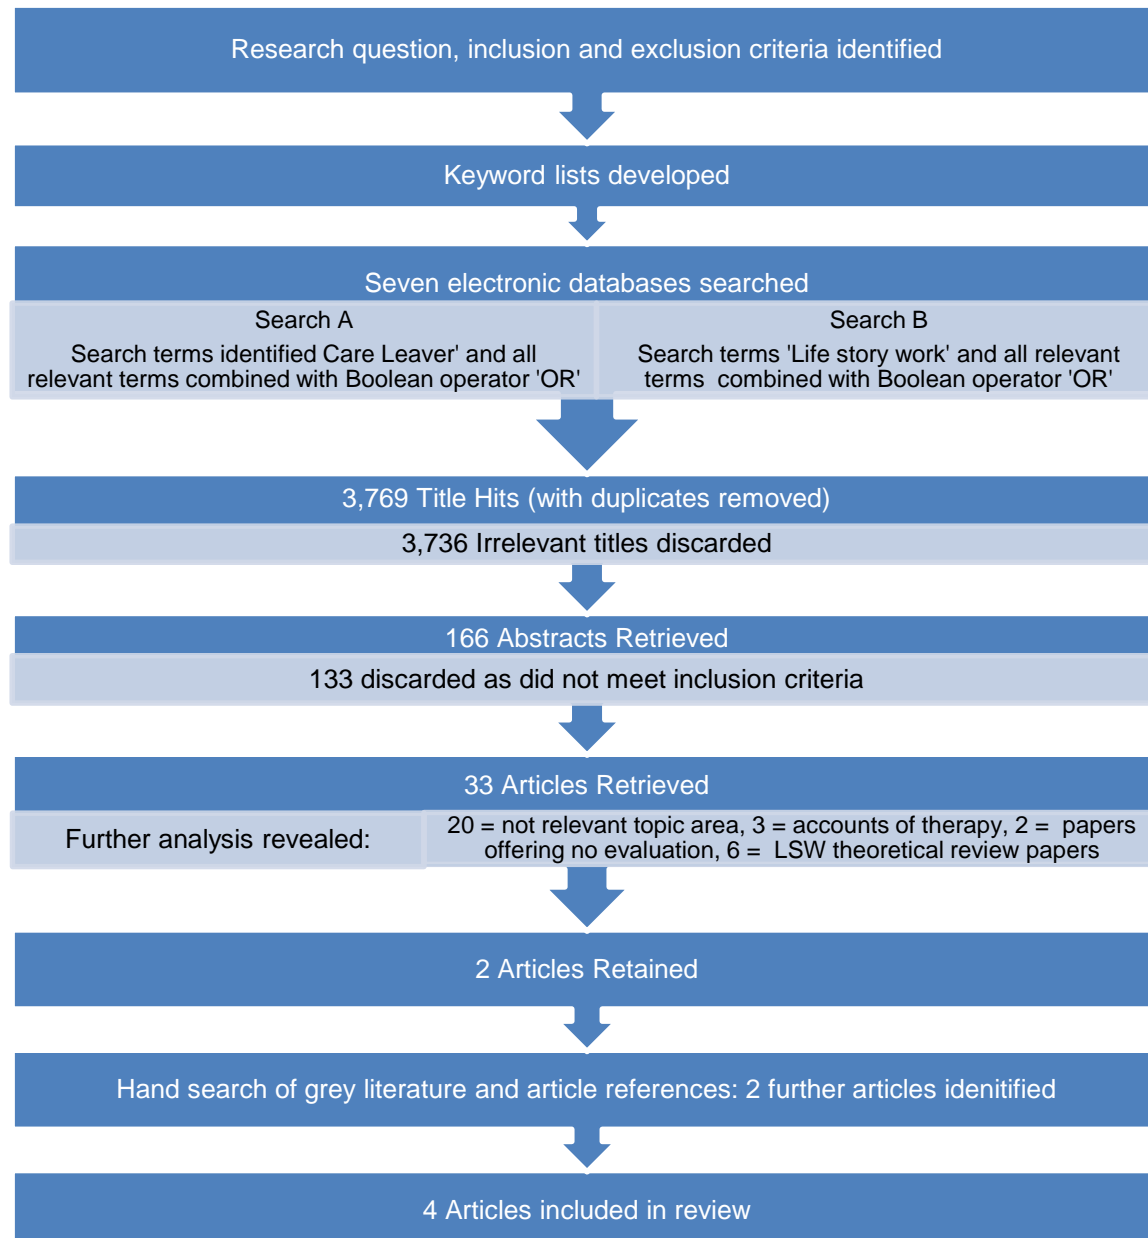 Research question, inclusion and exclusion criteria identified
Keyword lists developed
Seven electronic databases searched
Search A
Search terms identified Care Leaver' and all
relevant terms combined with Boolean operator 'OR'
Search B
Search terms 'Life story work' and all relevant
terms combined with Boolean operator 'OR'
3,769 Title Hits (with duplicates removed)
3,736 Irrelevant titles discarded
166 Abstracts Retrieved
133 discarded as did not meet inclusion criteria
33 Articles Retrieved
Further analysis revealed:
20 = not relevant topic area, 3 = accounts of therapy, 2 = papers
offering no evaluation, 6 = LSW theoretical review papers
2 Articles Retained
Hand search of grey literature and article references: 2 further articles idenitified
4 Articles included in review